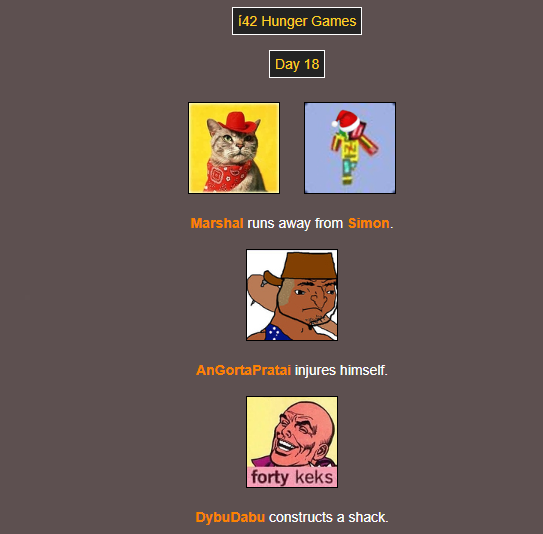 í42 Hunger Games
Day 18
Marshal runs away from Simon.
AnGortaPratai injures himself.
forty keks
DybuDabu constructs a shack.